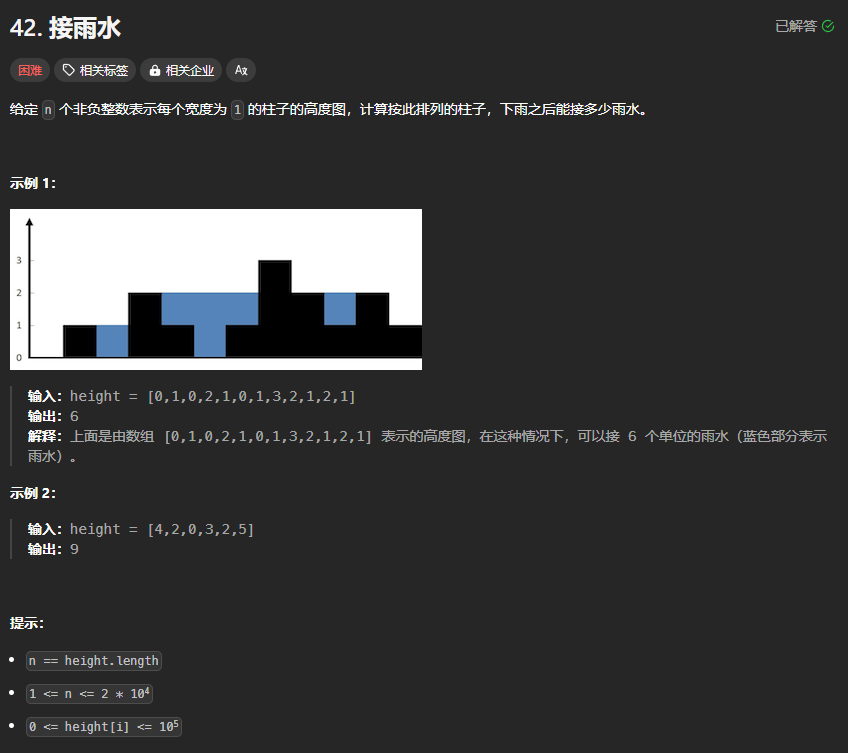 42. 接雨水
已解答
困难 相关标签 相关企业
给定 n 个非负整数表示每个宽度为 1 的柱子的高度图，计算按此排列的柱子，下雨之后能接多少雨水。
示例 1：
3
2
1
0
输入：height = [0,1,0,2,1,0,1,3,2,1,2,1]
输出：6
解释：上面是由数组 [0,1,0,2,1,0,1,3,2,1,2,1] 表示的高度图，在这种情况下，可以接 6 个单位的雨水（蓝色部分表示
雨水）。
示例 2：
输入：height = [4,2,0,3,2,5]
输出：9
提示：
n == height.length
1 <= n <= 2 * 10⁴
0 <= height[i] <= 10⁵